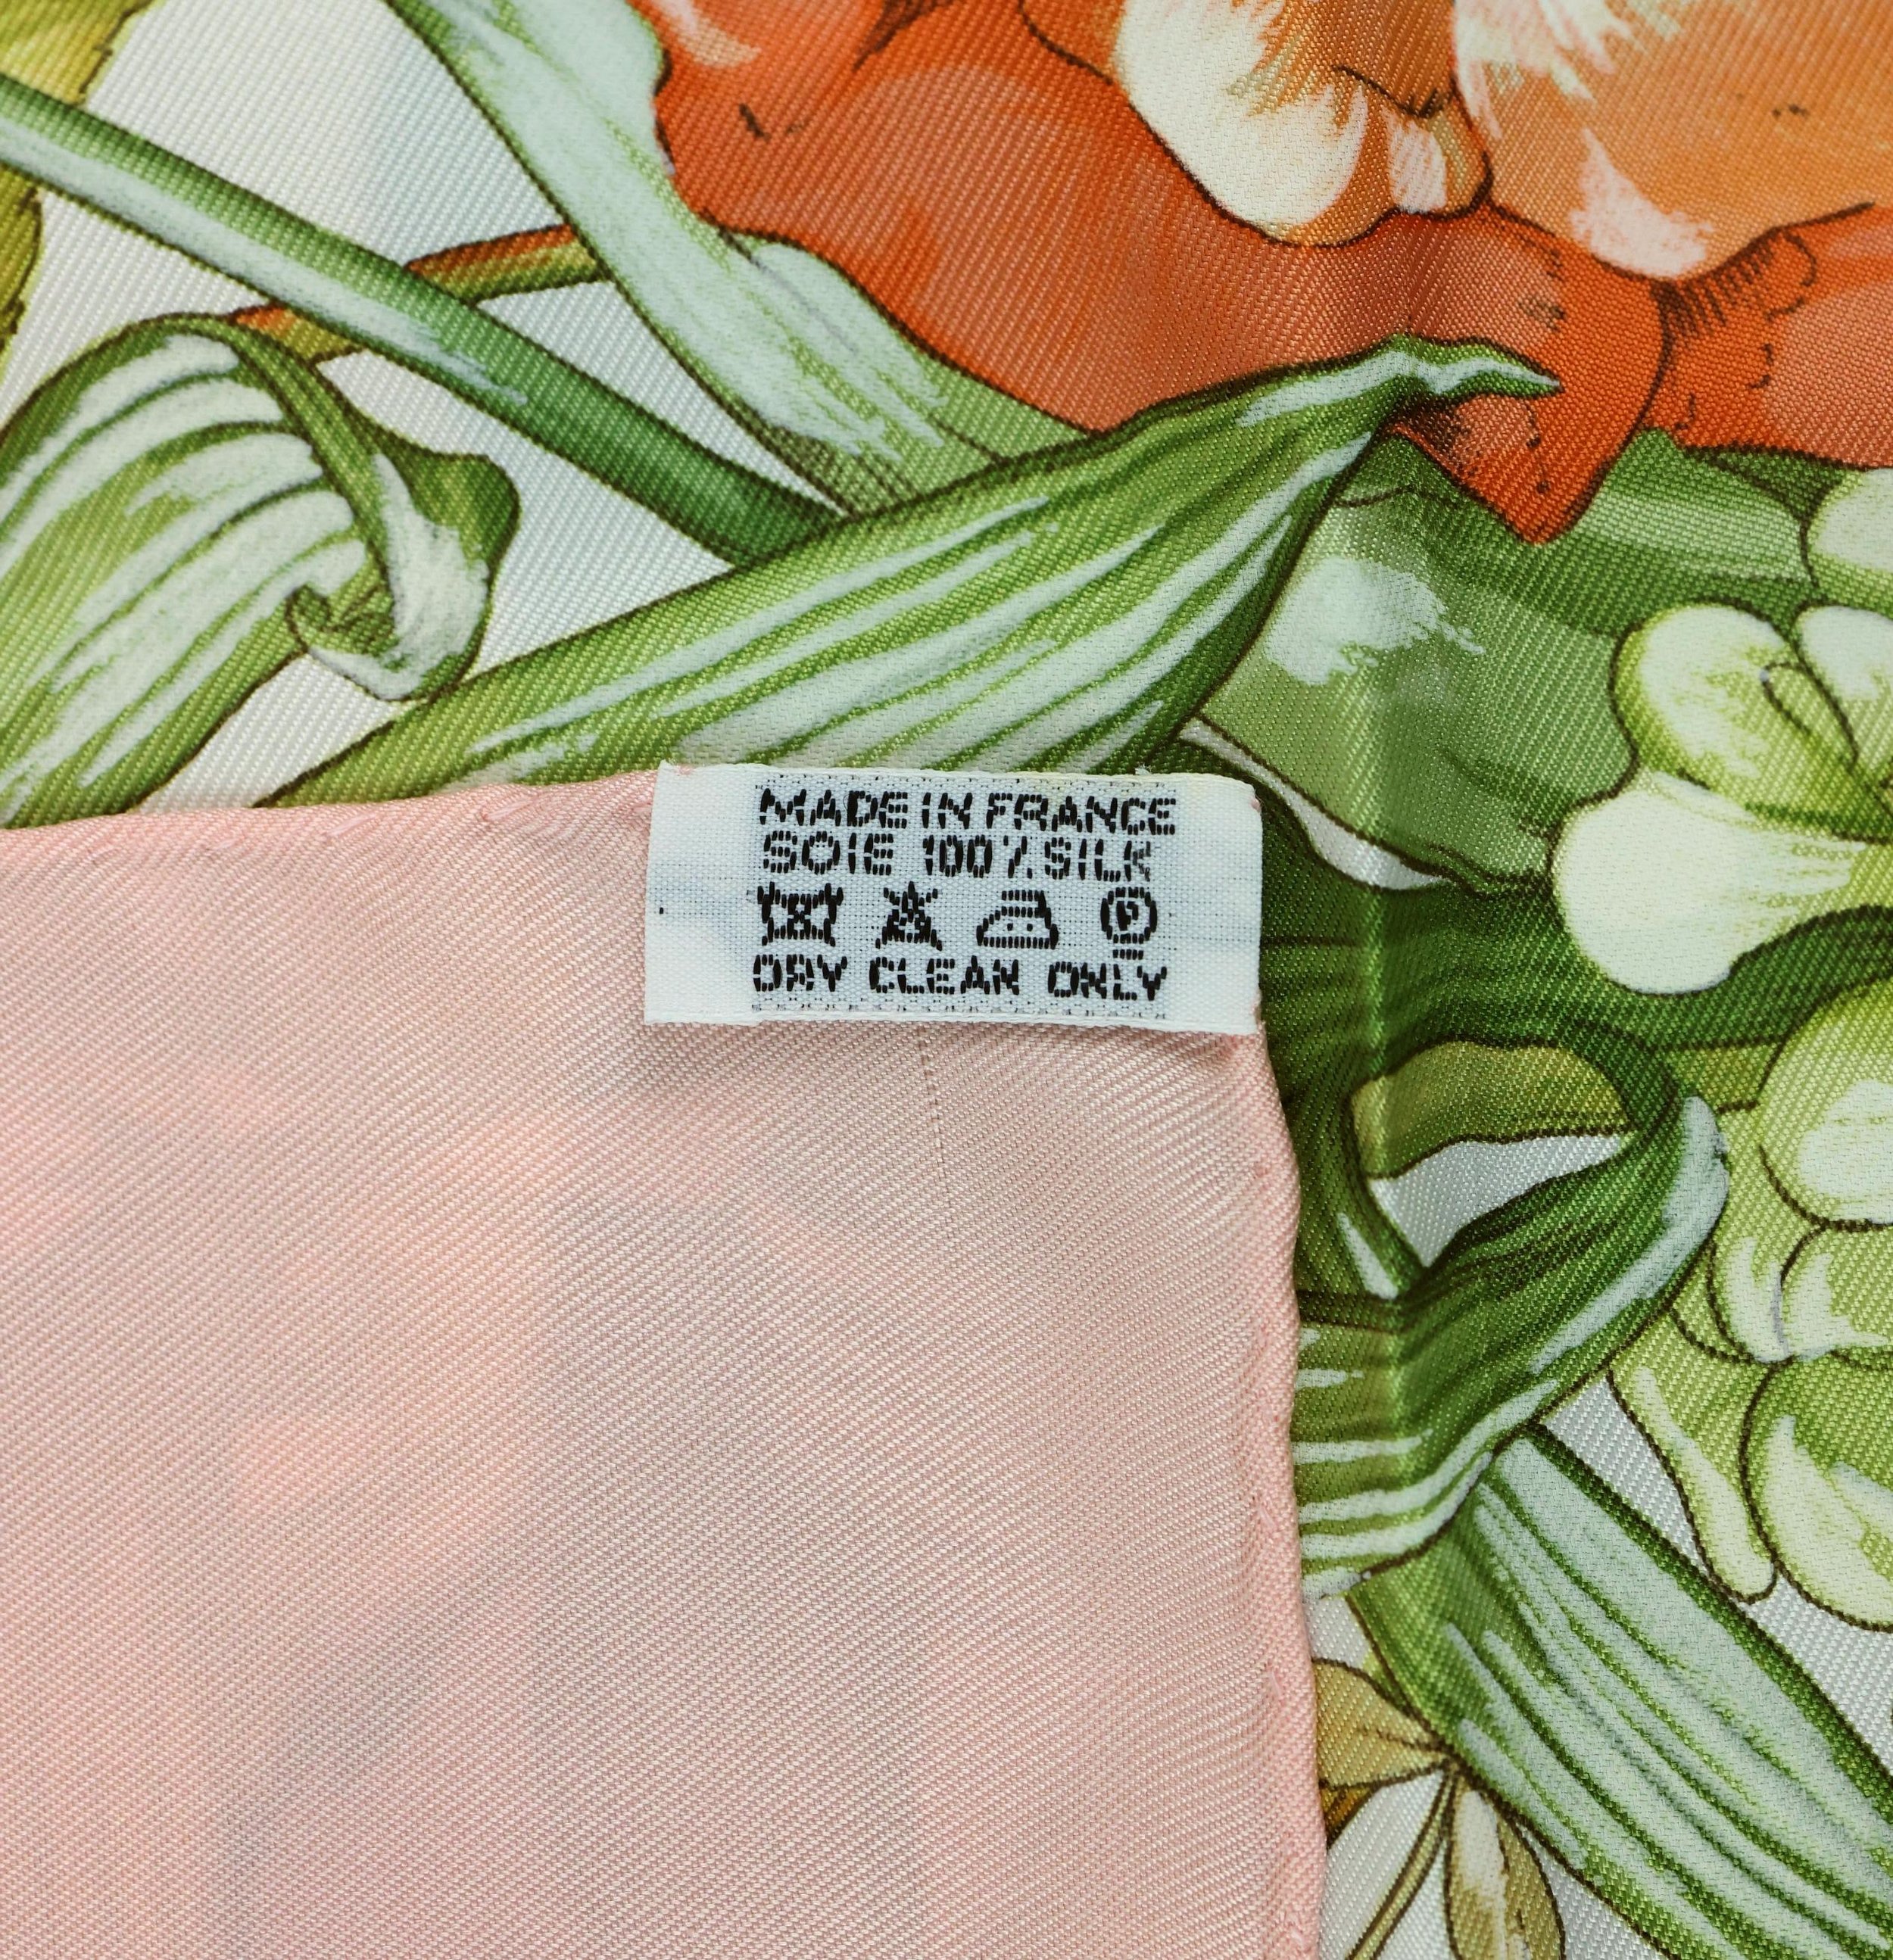 MADE IN FRANCE
SOIE 100% SILK
P
DRY CLEAN ONLY